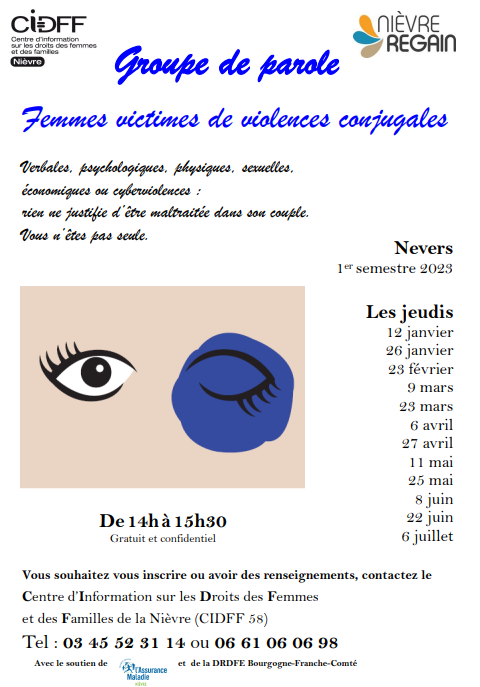 CIDFF
Centre d'Information
sur les droits des femmes
et des familles
Nièvre
NIÈVRE
REGAIN
Groupe de parole
Femmes victimes de violences conjugales
Verbales, psychologiques, physiques, sexuelles,
économiques ou cyberviolences :
rien ne justifie d'être maltraitée dans son couple.
Vous n'êtes pas seule.
Nevers
1er semestre 2023
Les jeudis
12 janvier
26 janvier
23 février
9 mars
23 mars
6 avril
27 avril
11 mai
25 mai
8 juin
22 juin
6 juillet
De 14h à 15h30
Gratuit et confidentiel
Vous souhaitez vous inscrire ou avoir des renseignements, contactez le
Centre d'Information sur les Droits des Femmes
et des Familles de la Nièvre (CIDFF 58)
Tel : 03 45 52 31 14 ou 06 61 06 06 98
Avec le soutien de l'Assurance Maladie et de la DRDFE Bourgogne-Franche-Comté